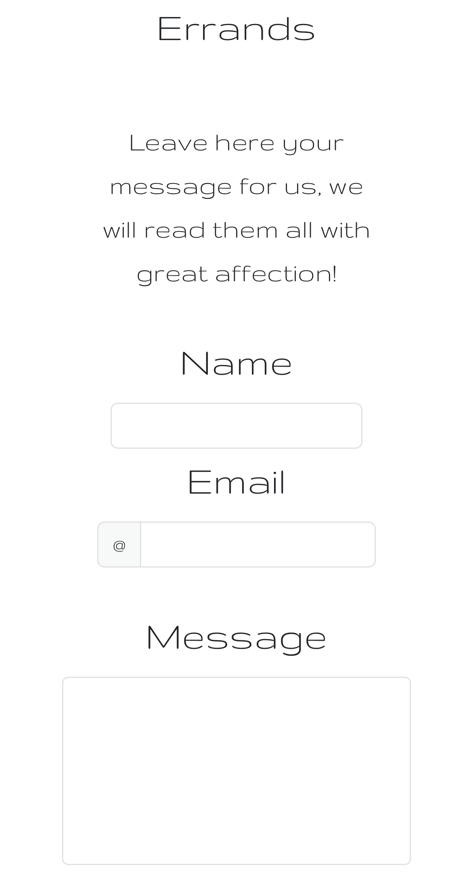 Errands
Leave here your
message for us, we
will read them all with
great affection!
Name
Email
@
Message